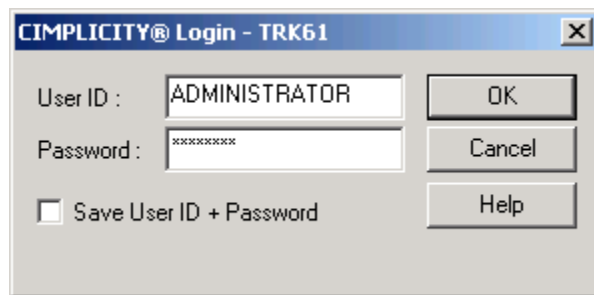 CIMPLICITY® Login - TRK61
User ID : ADMINISTRATOR OK
Password : ******** Cancel
Save User ID + Password Help